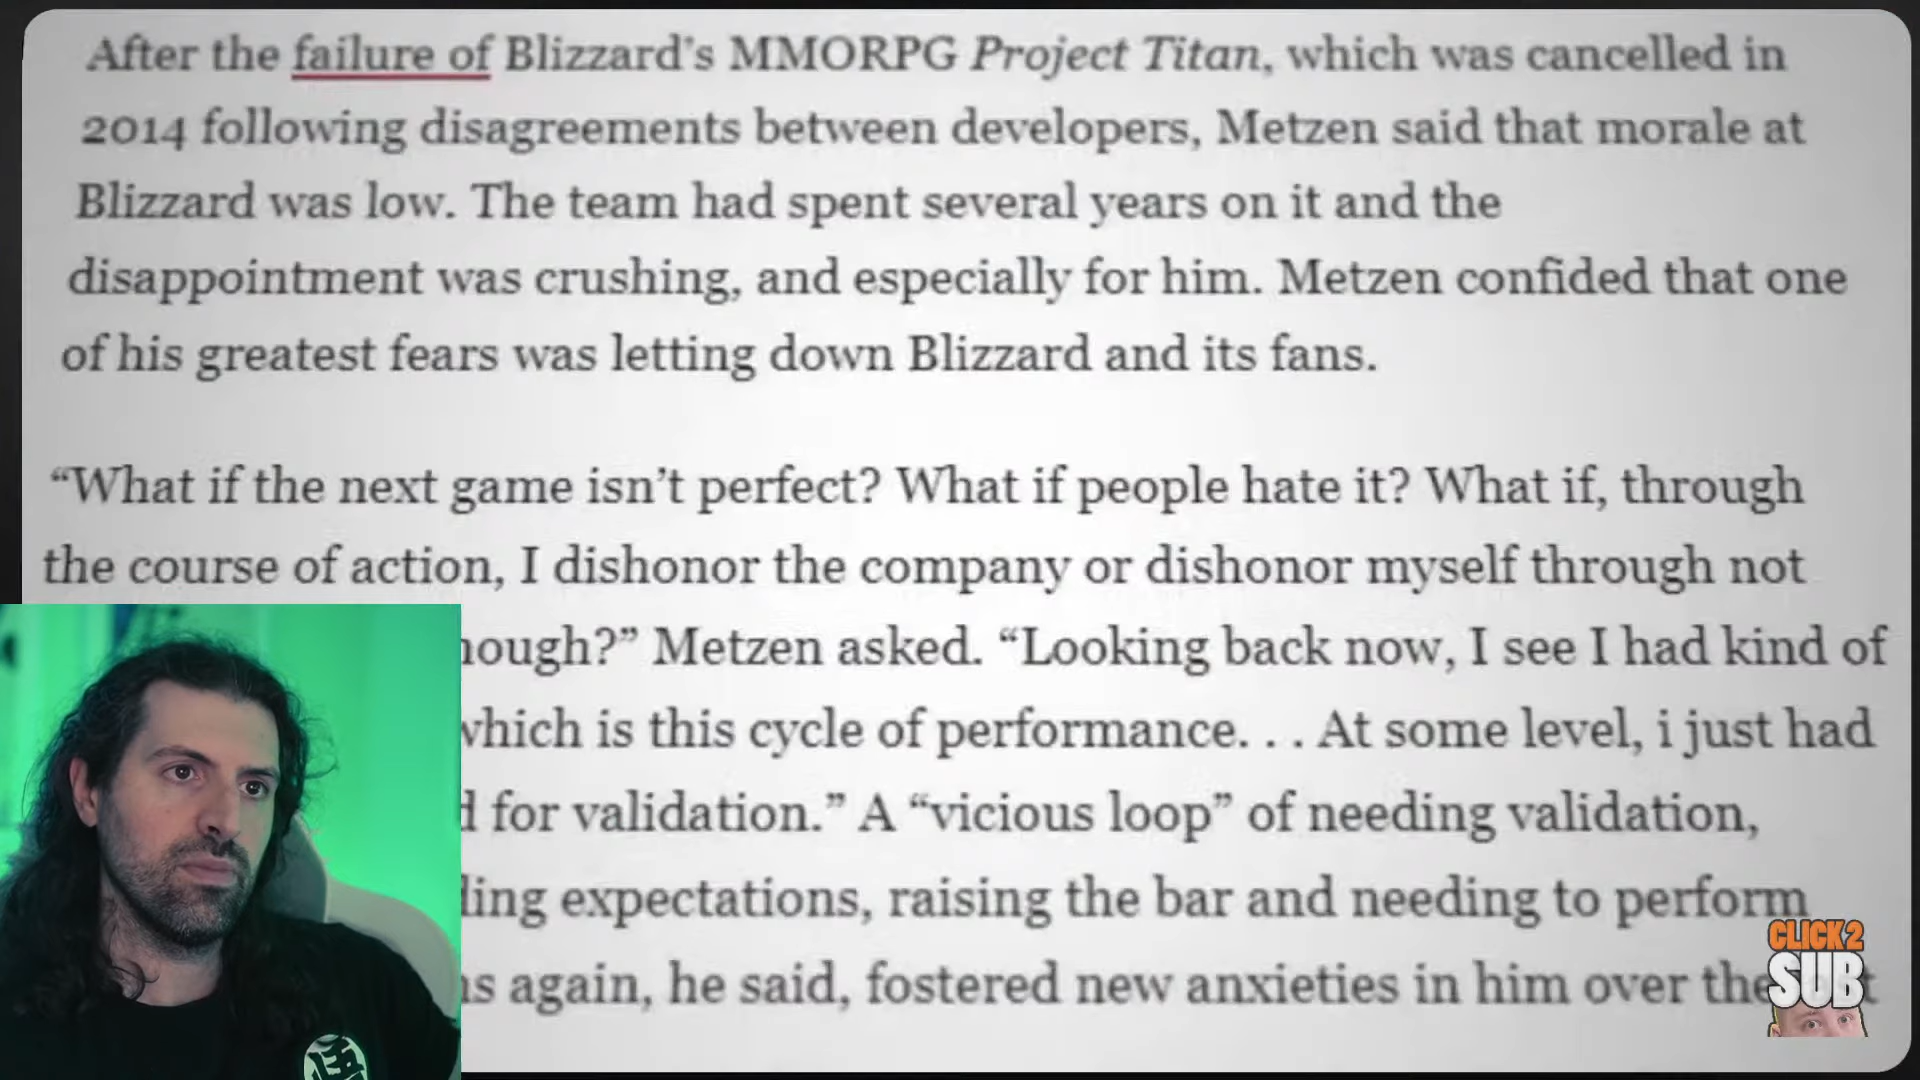 After the failure of Blizzard's MMORPG Project Titan, which was cancelled in
2014 following disagreements between developers, Metzen said that morale at
Blizzard was low. The team had spent several years on it and the
disappointment was crushing, and especially for him. Metzen confided that one
of his greatest fears was letting down Blizzard and its fans.
“What if the next game isn’t perfect? What if people hate it? What if, through
the course of action, I dishonor the company or dishonor myself through not
nough?” Metzen asked. “Looking back now, I see I had kind of
which is this cycle of performance. . . At some level, i just had
d for validation.” A “vicious loop” of needing validation,
ding expectations, raising the bar and needing to perform
ns again, he said, fostered new anxieties in him over the
CLICK 2
SUB
悟